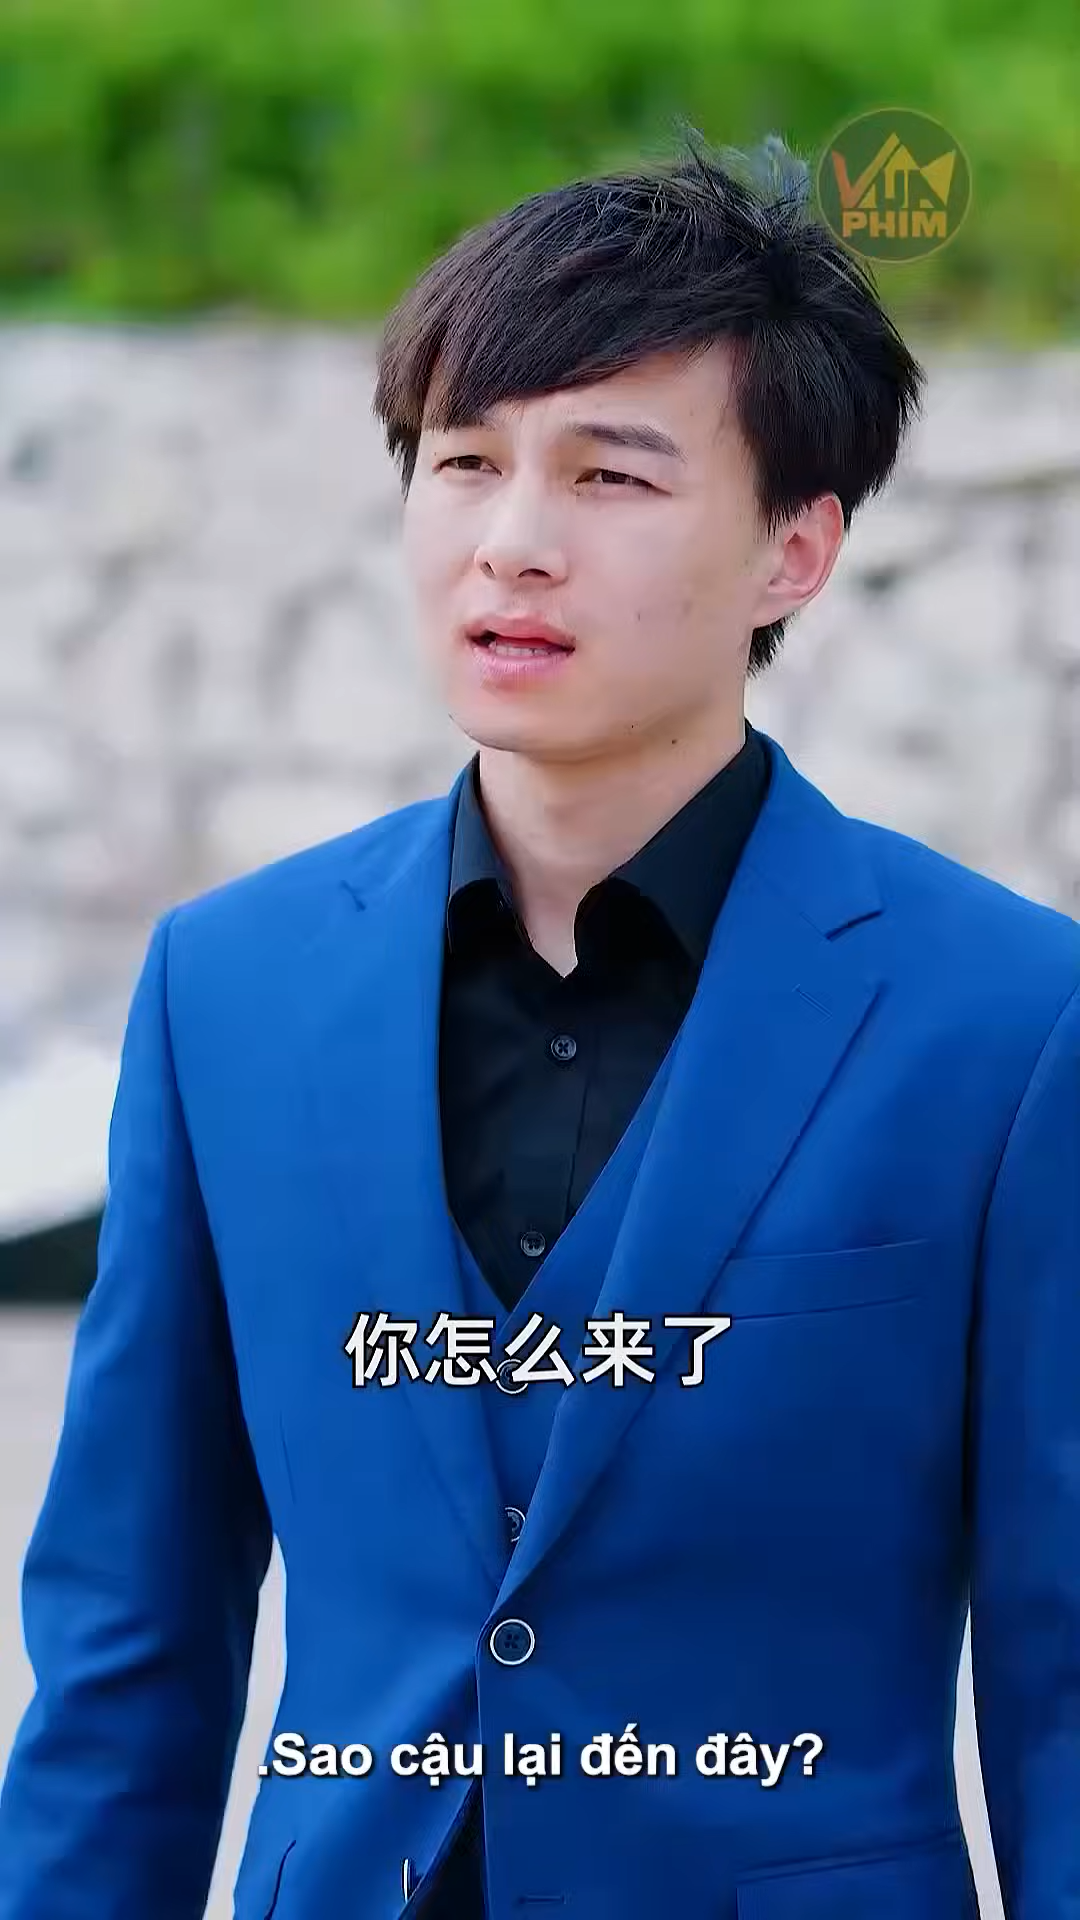 VUA
PHIM
你怎么来了
.Sao cậu lại đến đây?